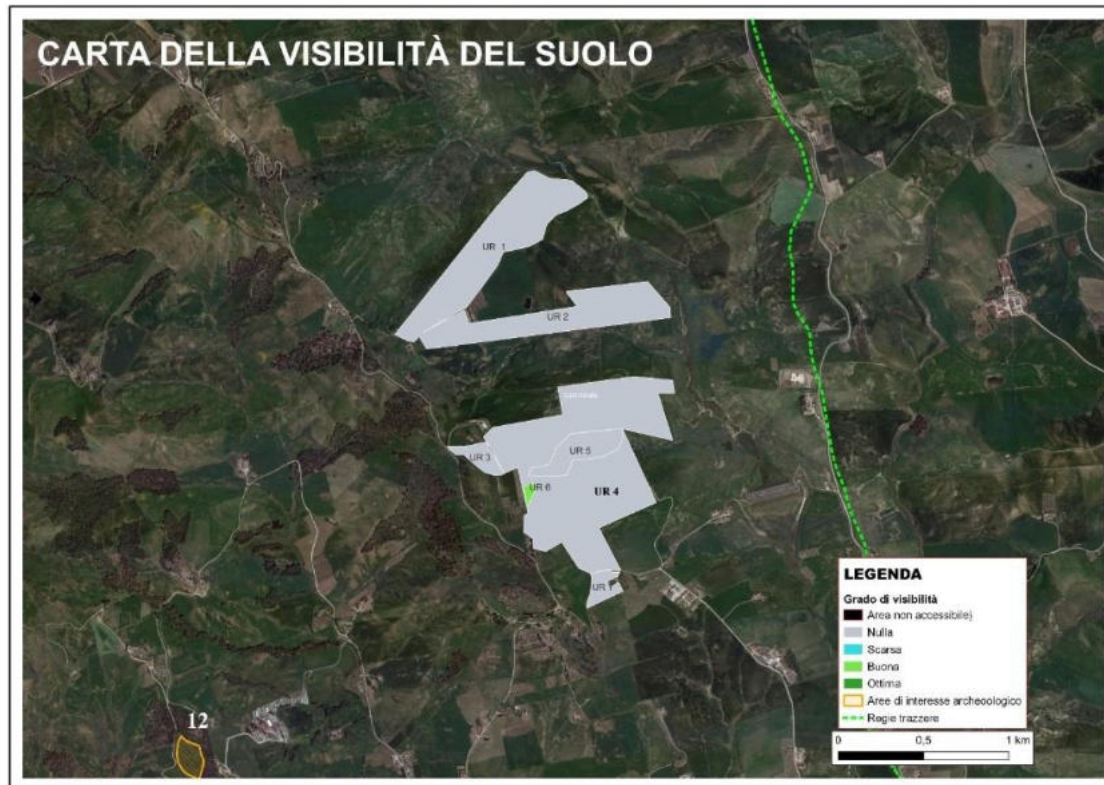 CARTA DELLA VISIBILITÀ DEL SUOLO
UR 1
UR 2
UR 3
UR 5
UR 6
UR 4
12
LEGENDA
Grado di visibilità
Area non accessibile)
Nulla
Scarsa
Buona
Ottima
Aree di interesse archeologico
Regie trazzere
0 0,5 1 km